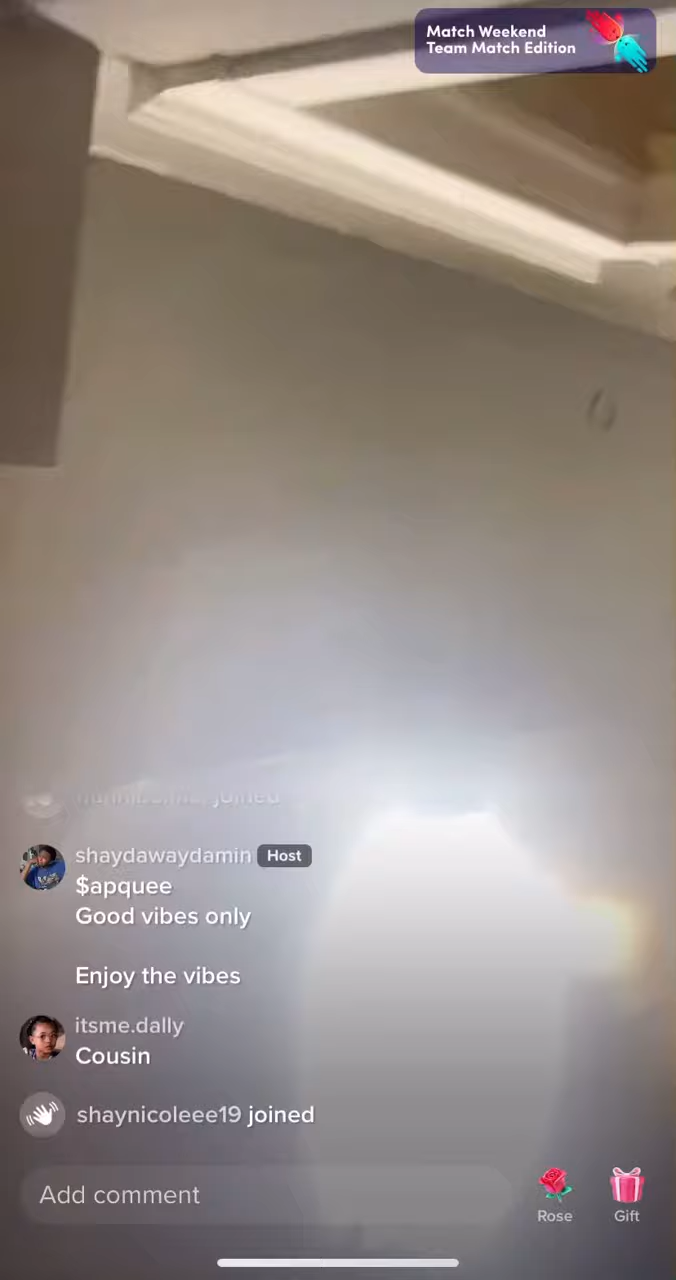 Match Weekend
Team Match Edition
joined
shaydawaydamin Host
$apquee
Good vibes only
Enjoy the vibes
itsme.dally
Cousin
shaynicoleee19 joined
Add comment
Rose
Gift